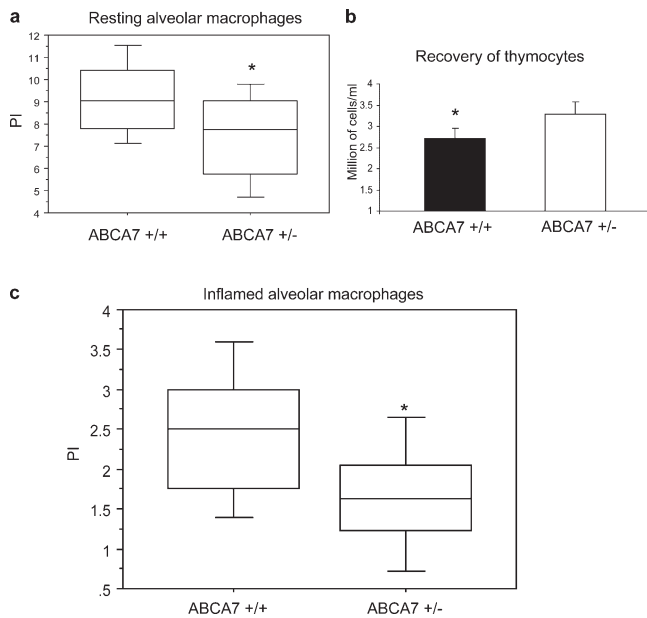 a
Resting alveolar macrophages
12
11
10
9
8
7
6
5
4
PI
*
ABCA7 +/+
ABCA7 +/-
b
Recovery of thymocytes
4
3.5
3
2.5
2
1.5
1
Million of cells/ml
*
ABCA7 +/+
ABCA7 +/-
c
Inflamed alveolar macrophages
4
3.5
3
2.5
2
1.5
1
.5
PI
*
ABCA7 +/+
ABCA7 +/-